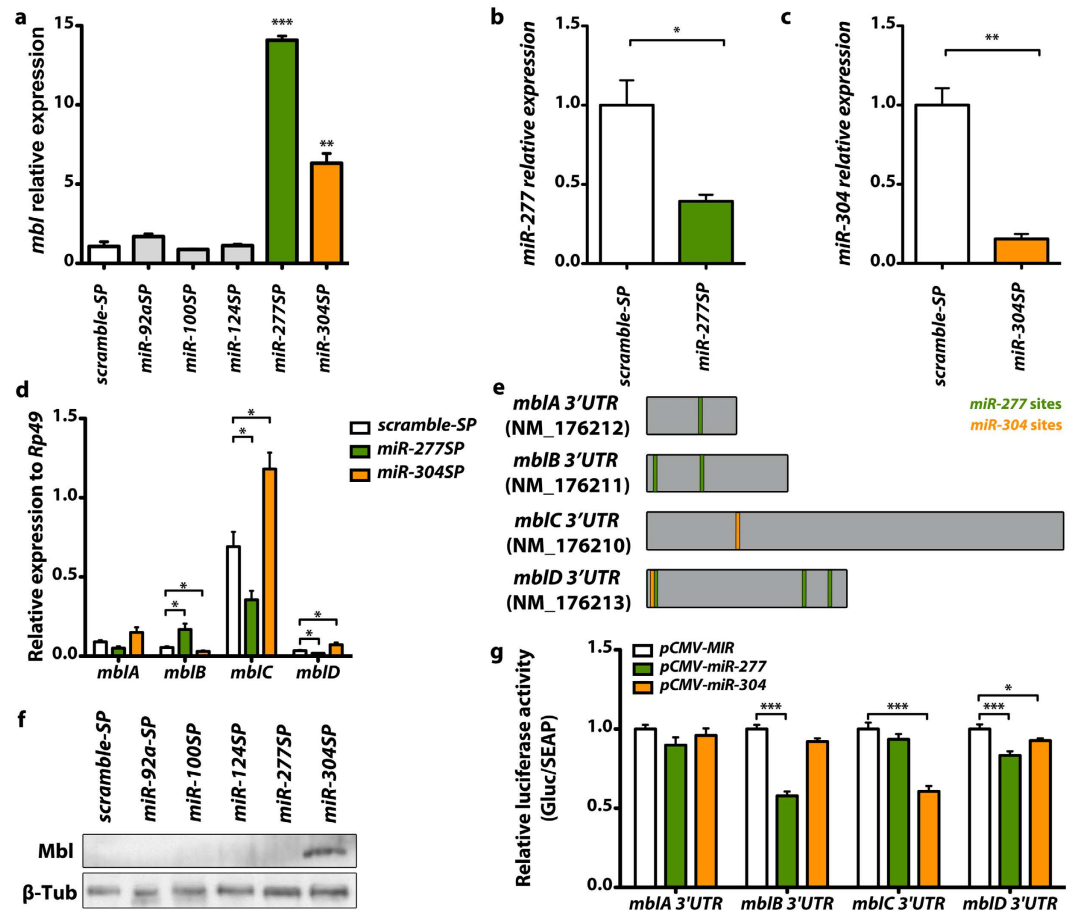 a
mbl relative expression
15
10
5
0
***
**
scramble-SP
miR-92aSP
miR-100SP
miR-124SP
miR-277SP
miR-304SP
b
miR-277 relative expression
1.5
1.0
0.5
0.0
*
scramble-SP
miR-277SP
c
miR-304 relative expression
1.5
1.0
0.5
0.0
**
scramble-SP
miR-304SP
d
Relative expression to Rp49
1.5
1.0
0.5
0.0
scramble-SP
miR-277SP
miR-304SP
*
*
*
*
*
*
mblA
mblB
mblC
mblD
e
mblA 3′UTR
(NM_176212)
mblB 3′UTR
(NM_176211)
mblC 3′UTR
(NM_176210)
mblD 3′UTR
(NM_176213)
miR-277 sites
miR-304 sites
f
scramble-SP
miR-92a-SP
miR-100SP
miR-124SP
miR-277SP
miR-304SP
Mbl
β-Tub
g
Relative luciferase activity
(Gluc/SEAP)
1.5
1.0
0.5
0.0
pCMV-MIR
pCMV-miR-277
pCMV-miR-304
***
***
***
*
mblA 3'UTR
mblB 3'UTR
mblC 3'UTR
mblD 3'UTR